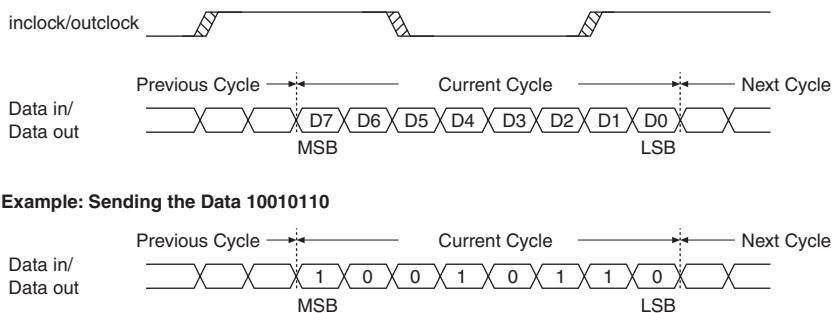 inclock/outclock
Previous Cycle Current Cycle Next Cycle
Data in/
Data out
D7 D6 D5 D4 D3 D2 D1 D0
MSB LSB
Example: Sending the Data 10010110
Previous Cycle Current Cycle Next Cycle
Data in/
Data out
1 0 0 1 0 1 1 0
MSB LSB